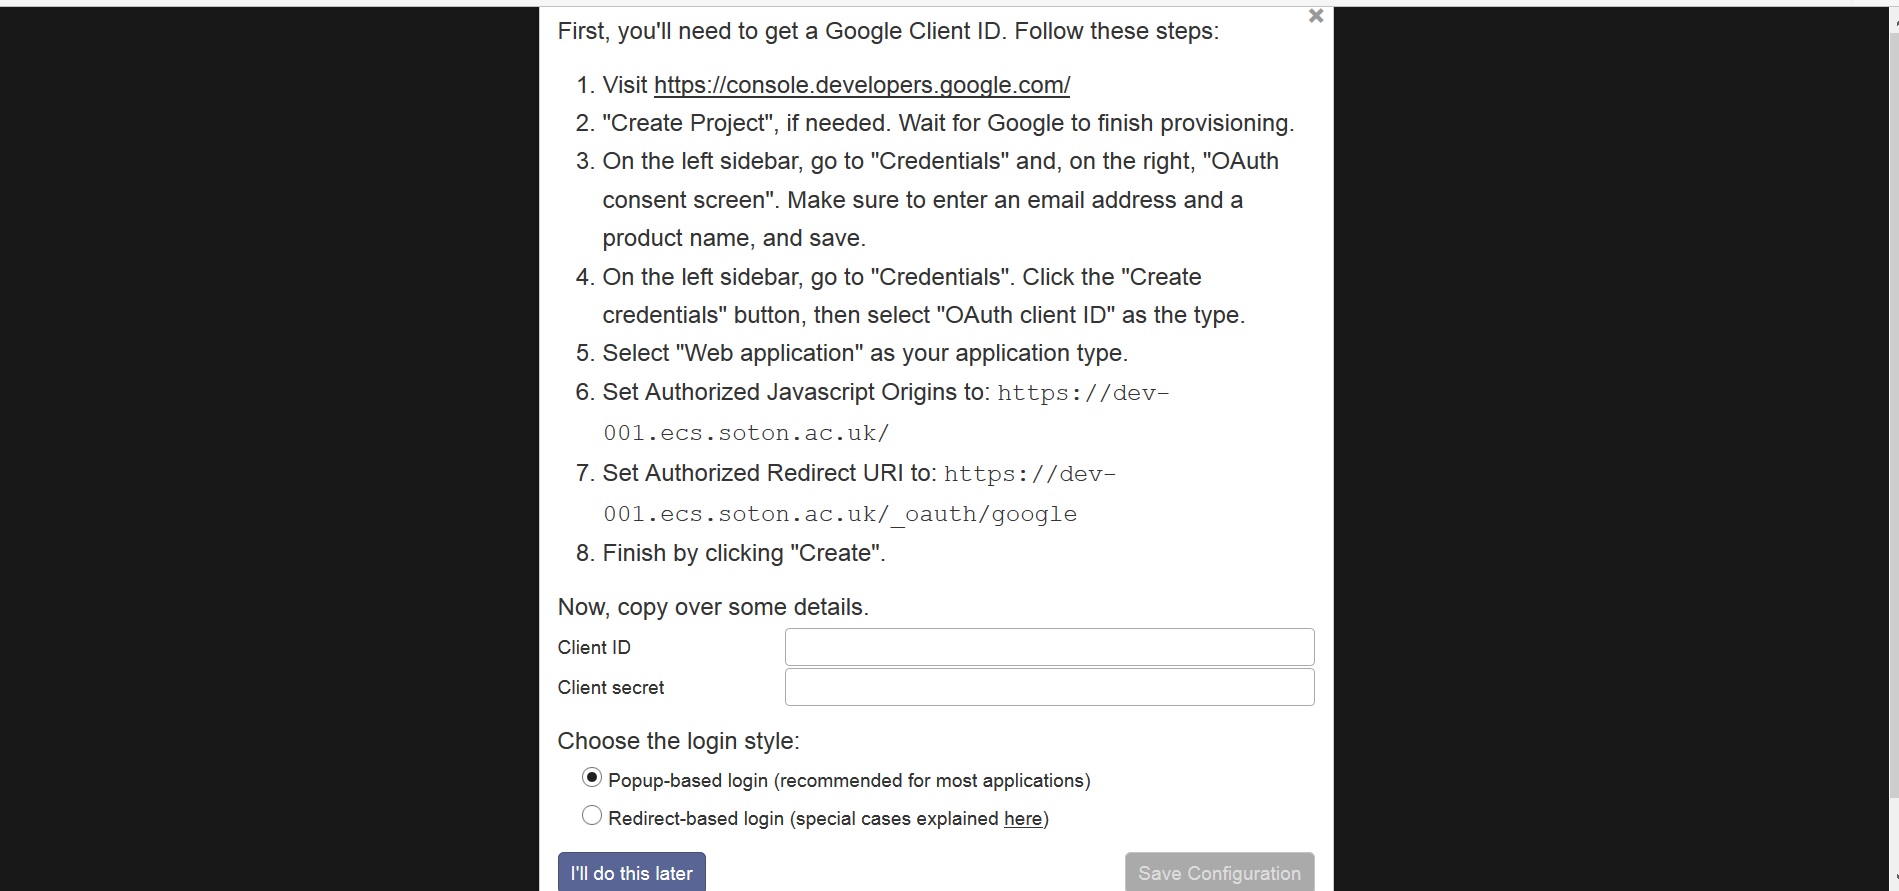 First, you'll need to get a Google Client ID. Follow these steps:
1. Visit https://console.developers.google.com/
2. "Create Project", if needed. Wait for Google to finish provisioning.
3. On the left sidebar, go to "Credentials" and, on the right, "OAuth
consent screen". Make sure to enter an email address and a
product name, and save.
4. On the left sidebar, go to "Credentials". Click the "Create
credentials" button, then select "OAuth client ID" as the type.
5. Select "Web application" as your application type.
6. Set Authorized Javascript Origins to: https://dev-
001.ecs.soton.ac.uk/
7. Set Authorized Redirect URI to: https://dev-
001.ecs.soton.ac.uk/_oauth/google
8. Finish by clicking "Create".
Now, copy over some details.
Client ID
Client secret
Choose the login style:
Popup-based login (recommended for most applications)
Redirect-based login (special cases explained here)
I'll do this later
Save Configuration